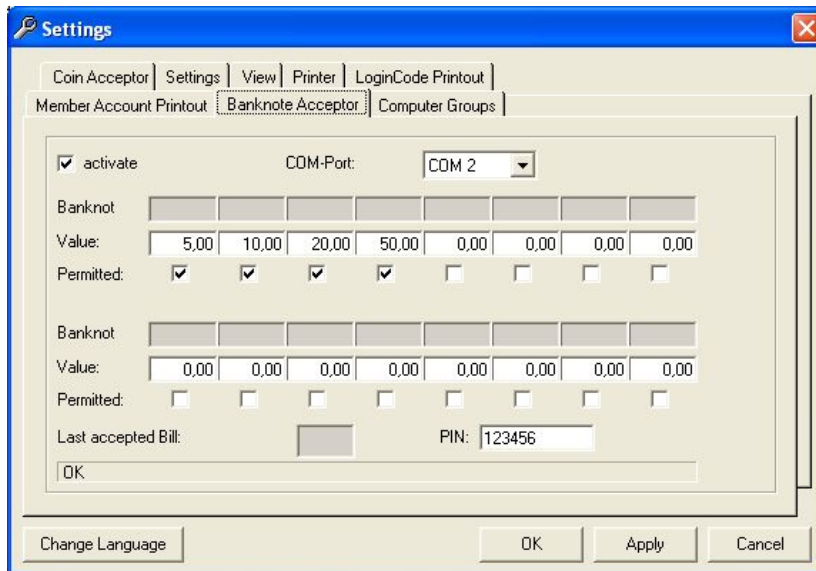 Settings
Coin Acceptor Settings View Printer LoginCode Printout
Member Account Printout Banknote Acceptor Computer Groups
activate COM-Port: COM 2
Banknot
Value: 5,00 10,00 20,00 50,00 0,00 0,00 0,00 0,00
Permitted:
Banknot
Value: 0,00 0,00 0,00 0,00 0,00 0,00 0,00 0,00
Permitted:
Last accepted Bill: PIN: 123456
OK
Change Language OK Apply Cancel